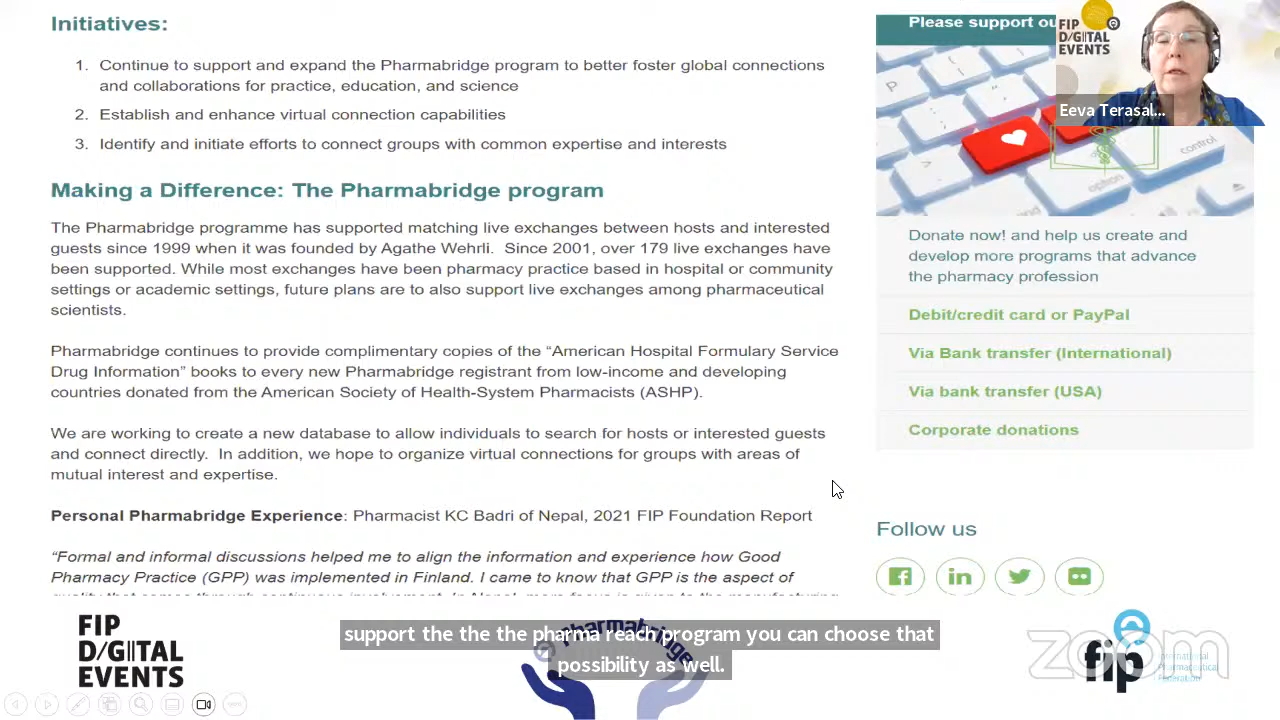 Initiatives:
1. Continue to support and expand the Pharmabridge program to better foster global connections
and collaborations for practice, education, and science
2. Establish and enhance virtual connection capabilities
3. Identify and initiate efforts to connect groups with common expertise and interests
Making a Difference: The Pharmabridge program
The Pharmabridge programme has supported matching live exchanges between hosts and interested
guests since 1999 when it was founded by Agathe Wehrli. Since 2001, over 179 live exchanges have
been supported. While most exchanges have been pharmacy practice based in hospital or community
settings or academic settings, future plans are to also support live exchanges among pharmaceutical
scientists.
Pharmabridge continues to provide complimentary copies of the “American Hospital Formulary Service
Drug Information” books to every new Pharmabridge registrant from low-income and developing
countries donated from the American Society of Health-System Pharmacists (ASHP).
We are working to create a new database to allow individuals to search for hosts or interested guests
and connect directly. In addition, we hope to organize virtual connections for groups with areas of
mutual interest and expertise.
Personal Pharmabridge Experience: Pharmacist KC Badri of Nepal, 2021 FIP Foundation Report
“Formal and informal discussions helped me to align the information and experience how Good
Pharmacy Practice (GPP) was implemented in Finland. I came to know that GPP is the aspect of
Please support ou
FIP
D/GITAL
EVENTS
Eeva Terasal...
control
option
Donate now! and help us create and
develop more programs that advance
the pharmacy profession
Debit/credit card or PayPal
Via Bank transfer (International)
Via bank transfer (USA)
Corporate donations
Follow us
FIP
D/GITAL
EVENTS
Pharmabridge
support the the the pharma reach program you can choose that
possibility as well.
zoom
fip
International
Pharmaceutical
Federation